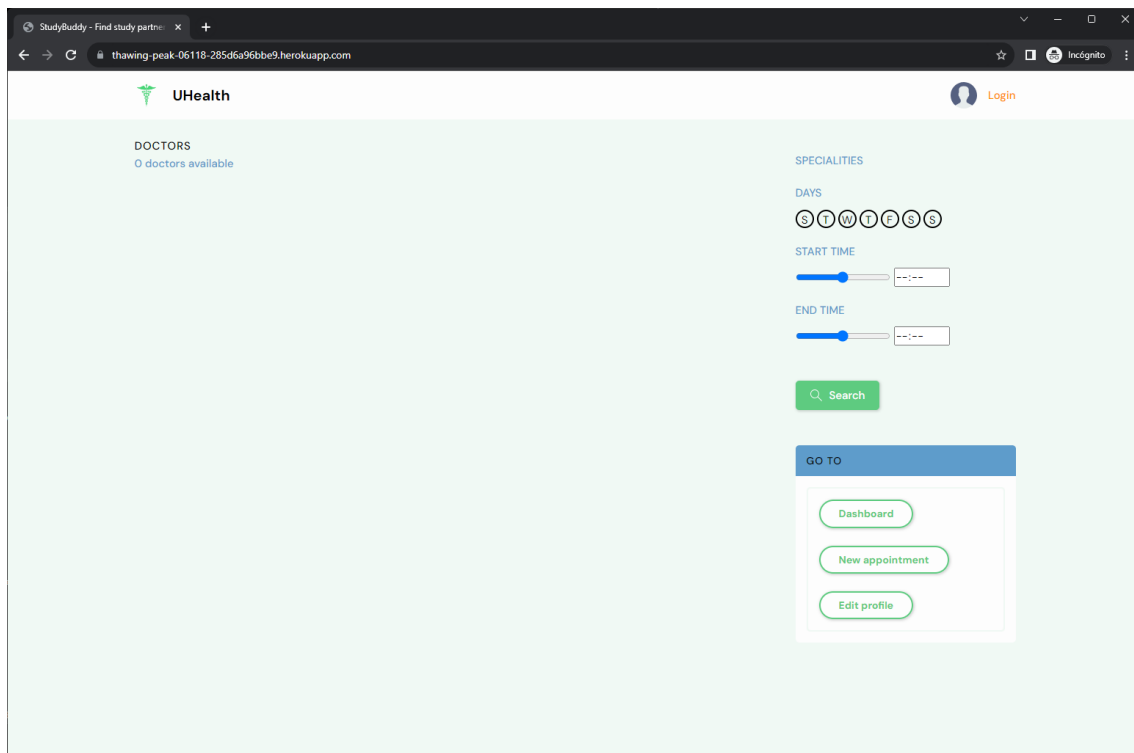 StudyBuddy - Find study partne
thawing-peak-06118-285d6a96bbe9.herokuapp.com
Incógnito
UHealth
Login
DOCTORS
0 doctors available
SPECIALITIES
DAYS
S T W T F S S
START TIME
--:--
END TIME
--:--
Search
GO TO
Dashboard
New appointment
Edit profile